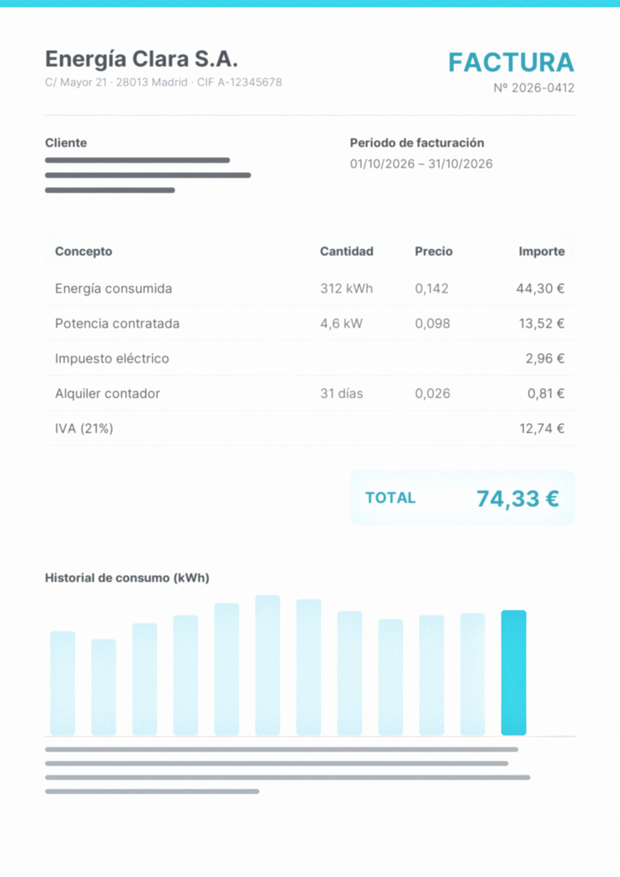 Energía Clara S.A.
FACTURA
C/ Mayor 21 · 28013 Madrid · CIF A-12345678
Nº 2026-0412
Cliente
Periodo de facturación
01/10/2026 – 31/10/2026
Concepto Cantidad Precio Importe
Energía consumida 312 kWh 0,142 44,30 €
Potencia contratada 4,6 kW 0,098 13,52 €
Impuesto eléctrico 2,96 €
Alquiler contador 31 días 0,026 0,81 €
IVA (21%) 12,74 €
TOTAL 74,33 €
Historial de consumo (kWh)